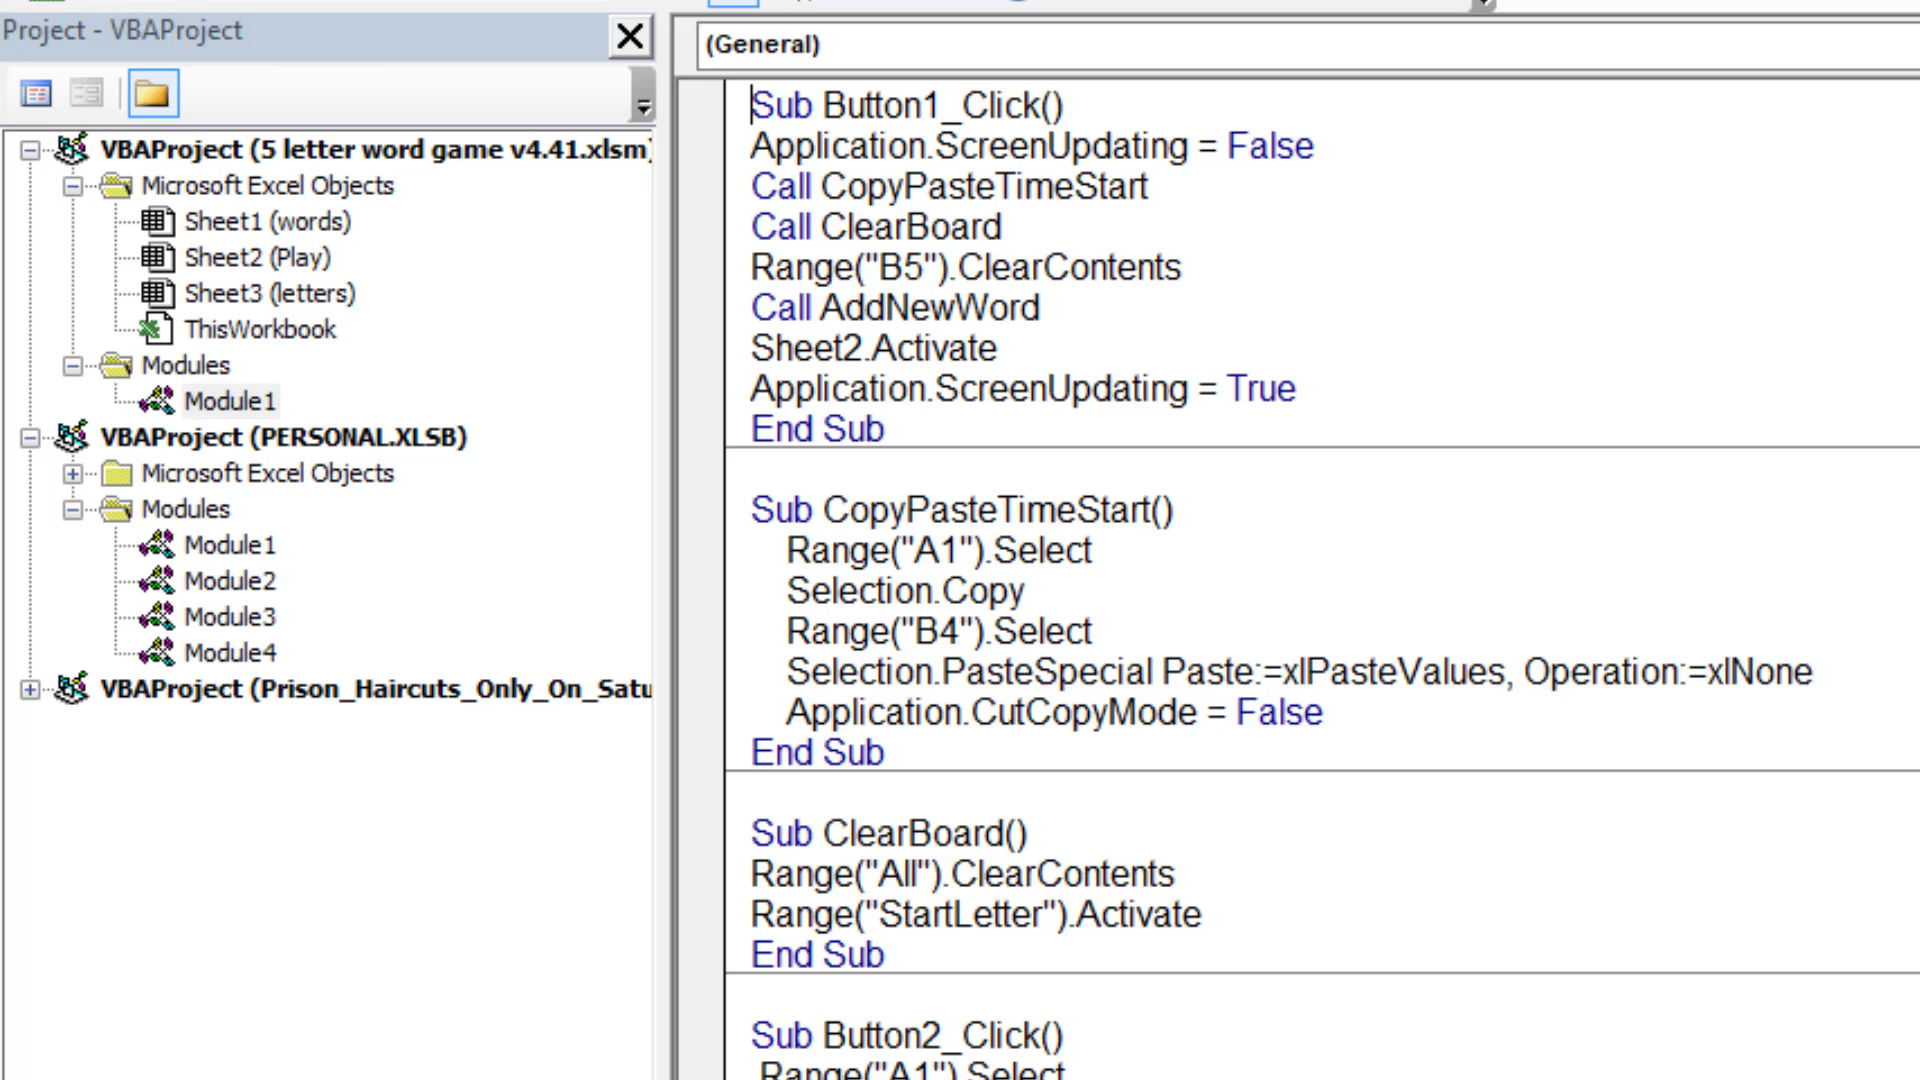 Project - VBAProject
VBAProject (5 letter word game v4.41.xlsm)
Microsoft Excel Objects
Sheet1 (words)
Sheet2 (Play)
Sheet3 (letters)
ThisWorkbook
Modules
Module1
VBAProject (PERSONAL.XLSB)
Microsoft Excel Objects
Modules
Module1
Module2
Module3
Module4
VBAProject (Prison_Haircuts_Only_On_Satu
(General)
Sub Button1_Click()
Application.ScreenUpdating = False
Call CopyPasteTimeStart
Call ClearBoard
Range("B5").ClearContents
Call AddNewWord
Sheet2.Activate
Application.ScreenUpdating = True
End Sub
Sub CopyPasteTimeStart()
Range("A1").Select
Selection.Copy
Range("B4").Select
Selection.PasteSpecial Paste:=xlPasteValues, Operation:=xlNone
Application.CutCopyMode = False
End Sub
Sub ClearBoard()
Range("All").ClearContents
Range("StartLetter").Activate
End Sub
Sub Button2_Click()
Range("A1").Select